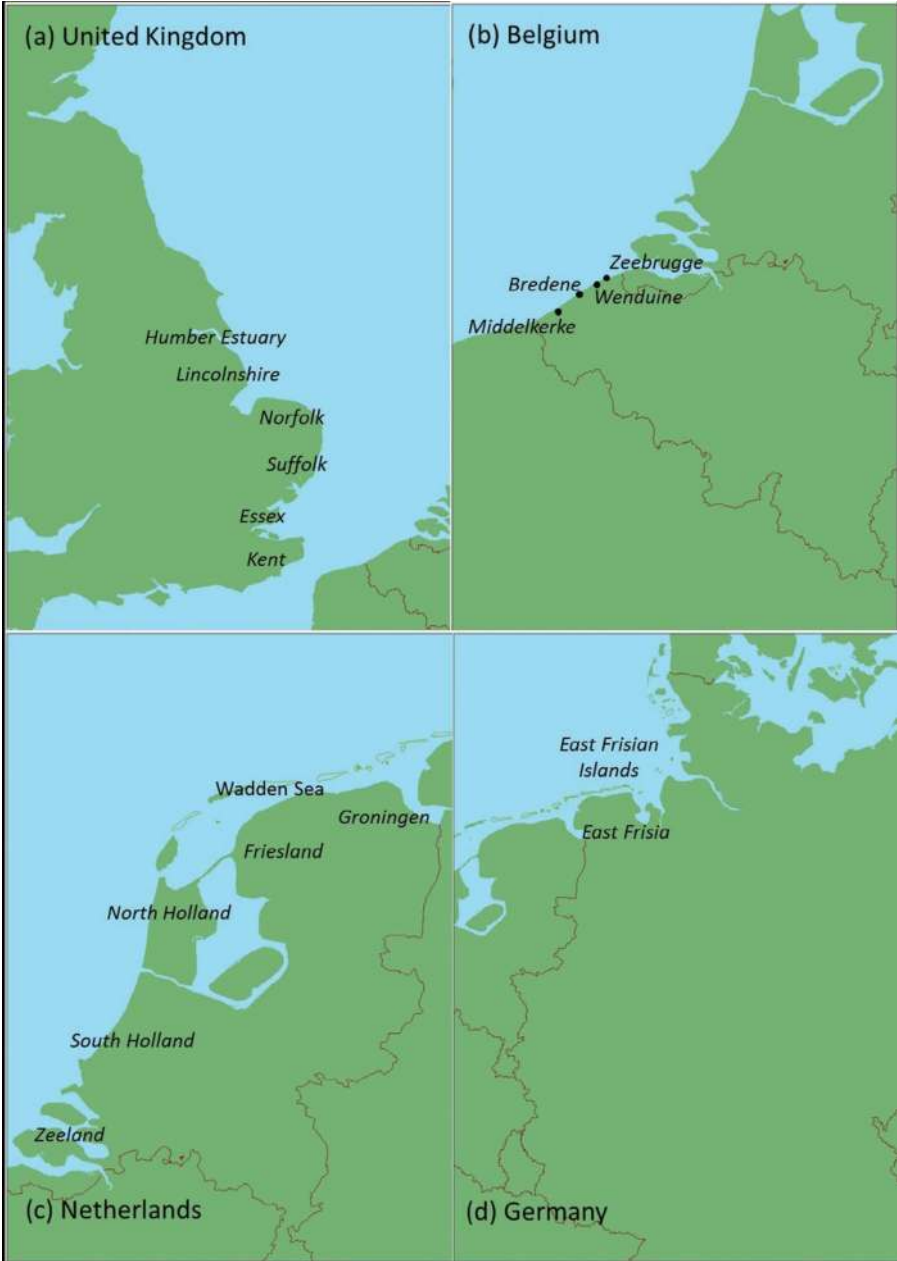 (a) United Kingdom
Humber Estuary
Lincolnshire
Norfolk
Suffolk
Essex
Kent
(b) Belgium
Zeebrugge
Bredene
Wenduine
Middelkerke
Wadden Sea
Groningen
Friesland
North Holland
South Holland
Zeeland
(c) Netherlands
East Frisian
Islands
East Frisia
(d) Germany